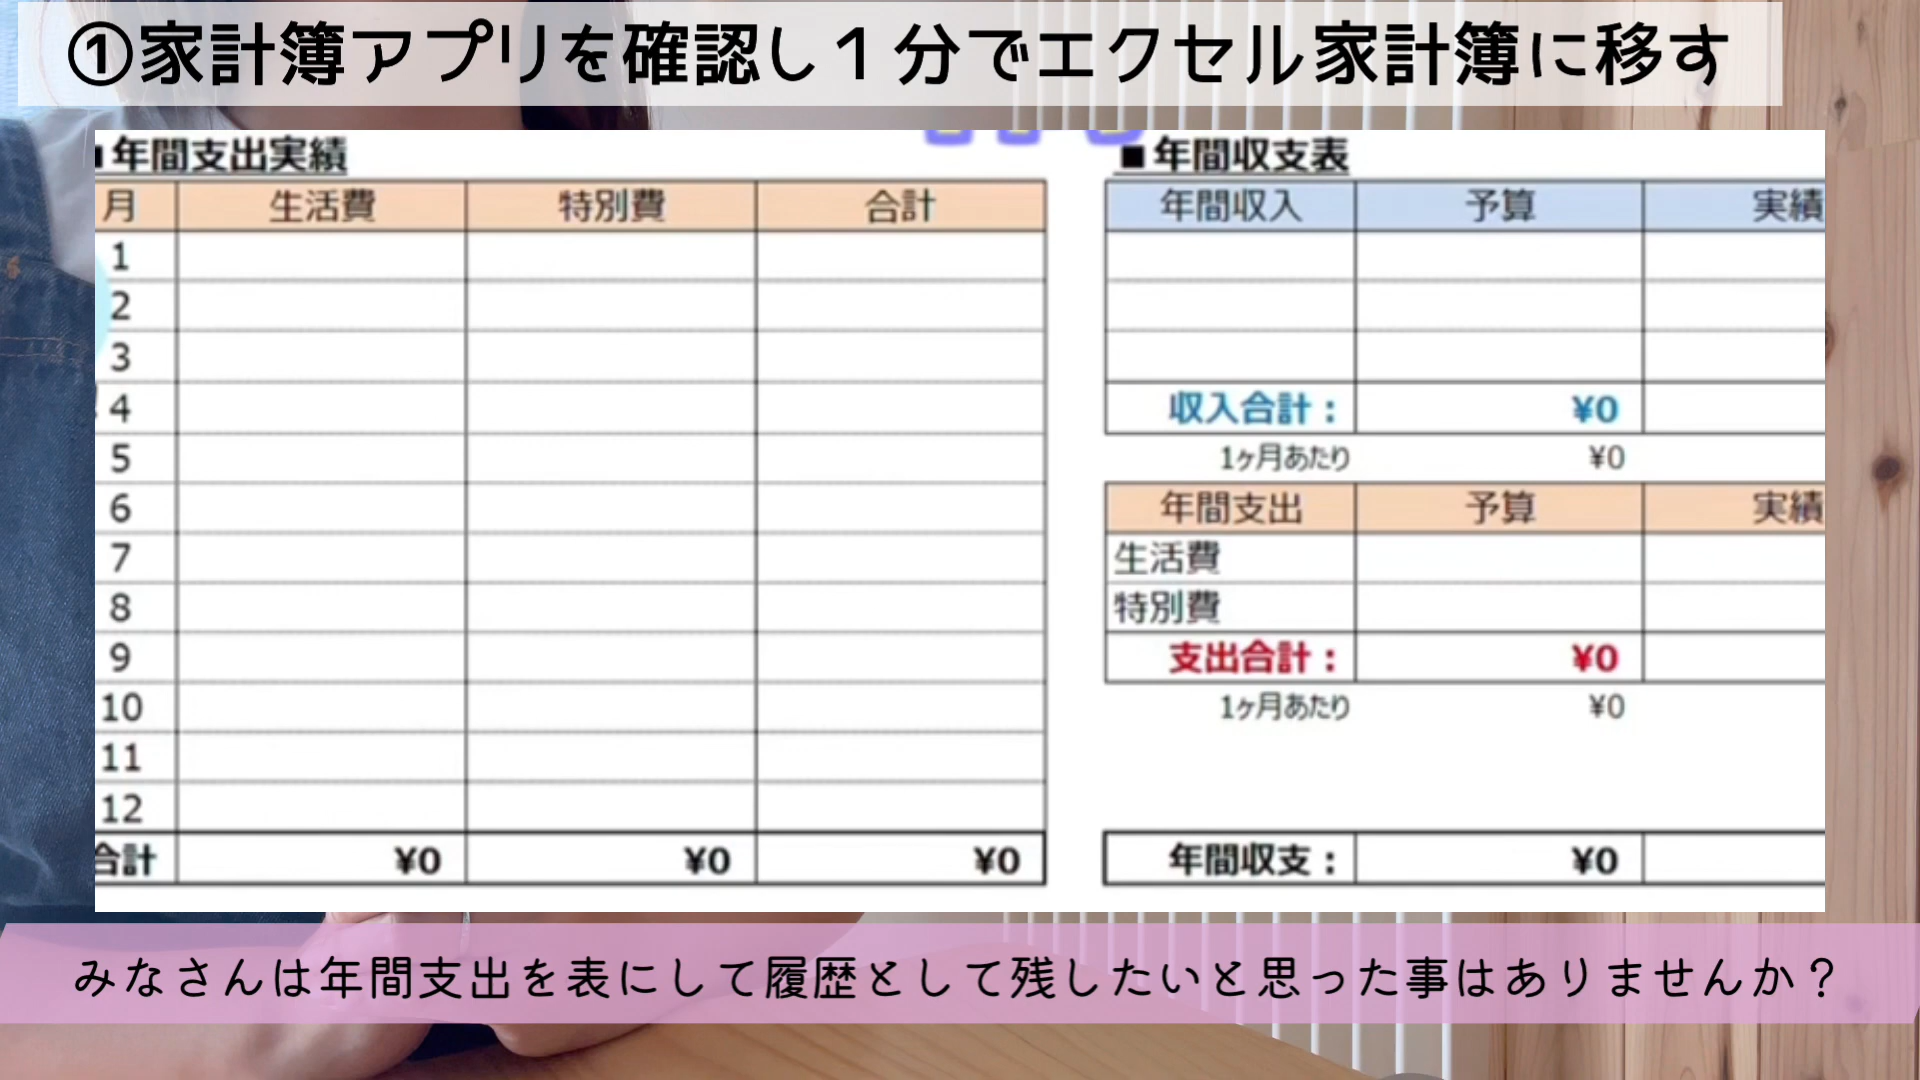 ①家計簿アプリを確認し１分でエクセル家計簿に移す
■年間支出実績
月 生活費 特別費 合計
1
2
3
4
5
6
7
8
9
10
11
12
合計 ¥0 ¥0 ¥0
■年間収支表
年間収入 予算 実績
収入合計： ¥0
1ヶ月あたり ¥0
年間支出 予算 実績
生活費
特別費
支出合計： ¥0
1ヶ月あたり ¥0
年間収支： ¥0
みなさんは年間支出を表にして履歴として残したいと思った事はありませんか？